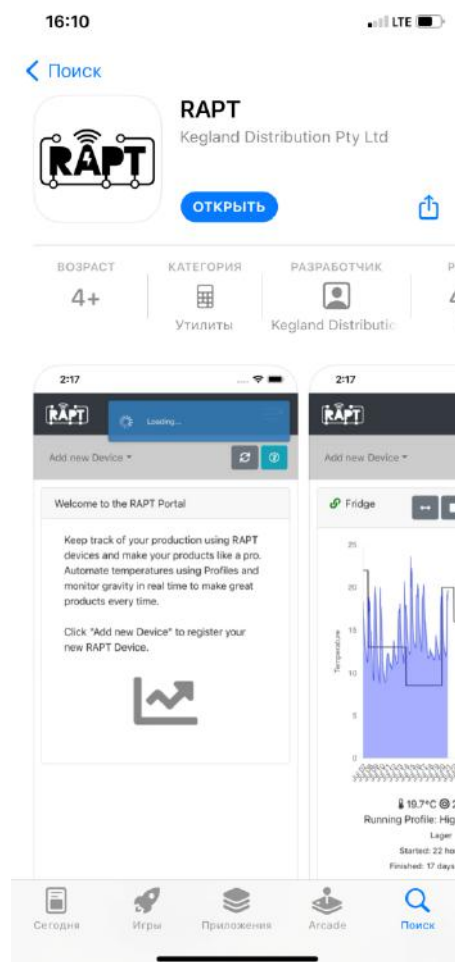 16:10
LTE
Поиск
RAPT
RAPT
Kegland Distribution Pty Ltd
ОТКРЫТЬ
ВОЗРАСТ
КАТЕГОРИЯ
РАЗРАБОТЧИК
4+
Утилиты
Kegland Distributic
2:17
RAPT
Loading...
Add new Device
Welcome to the RAPT Portal
Keep track of your production using RAPT
devices and make your products like a pro.
Automate temperatures using Profiles and
monitor gravity in real time to make great
products every time.
Click "Add new Device" to register your
new RAPT Device.
2:17
RAPT
Add new Device
Fridge
25
20
15
10
5
0
Temperature
19.7°C
Running Profile: Hig
Lager
Started: 22 ho
Finished: 17 days
Сегодня
Игры
Приложения
Arcade
Поиск